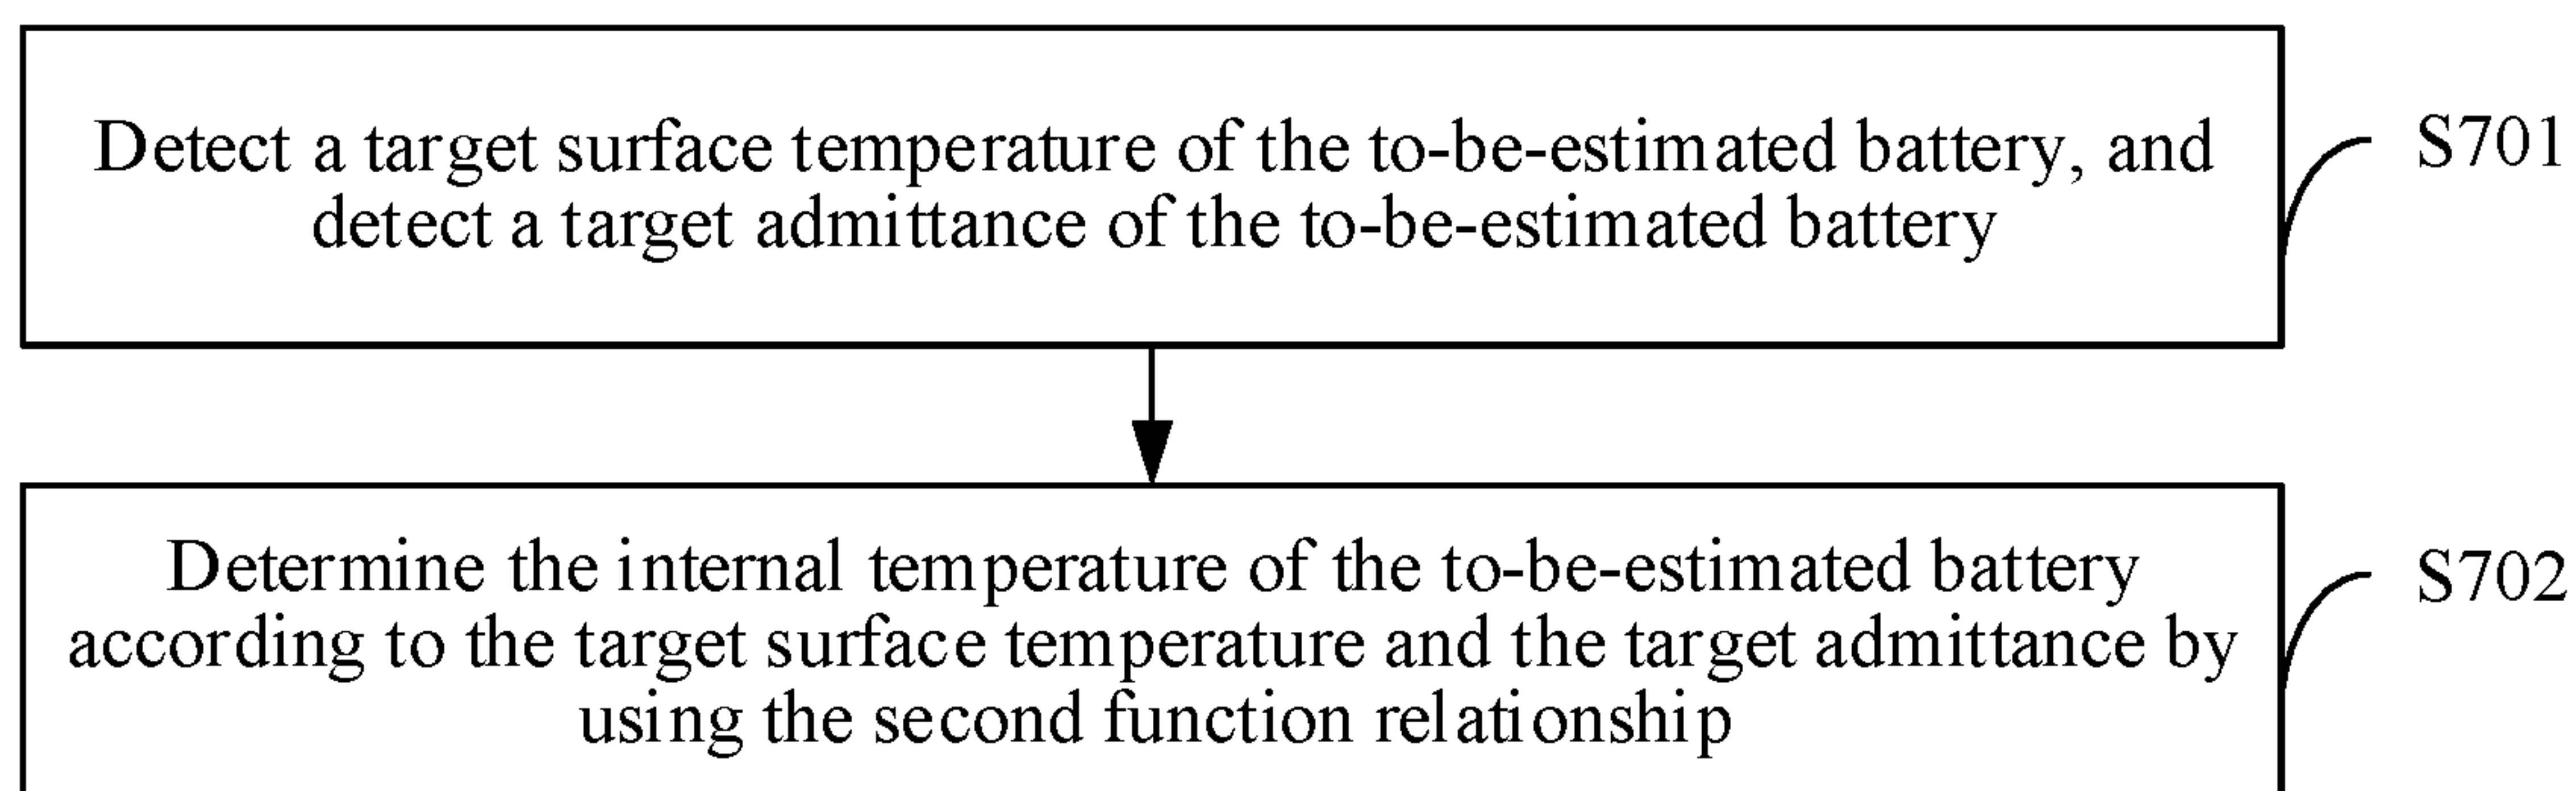 Detect a target surface temperature of the to-be-estimated battery, and
detect a target admittance of the to-be-estimated battery
S701
Determine the internal temperature of the to-be-estimated battery
according to the target surface temperature and the target admittance by
using the second function relationship
S702